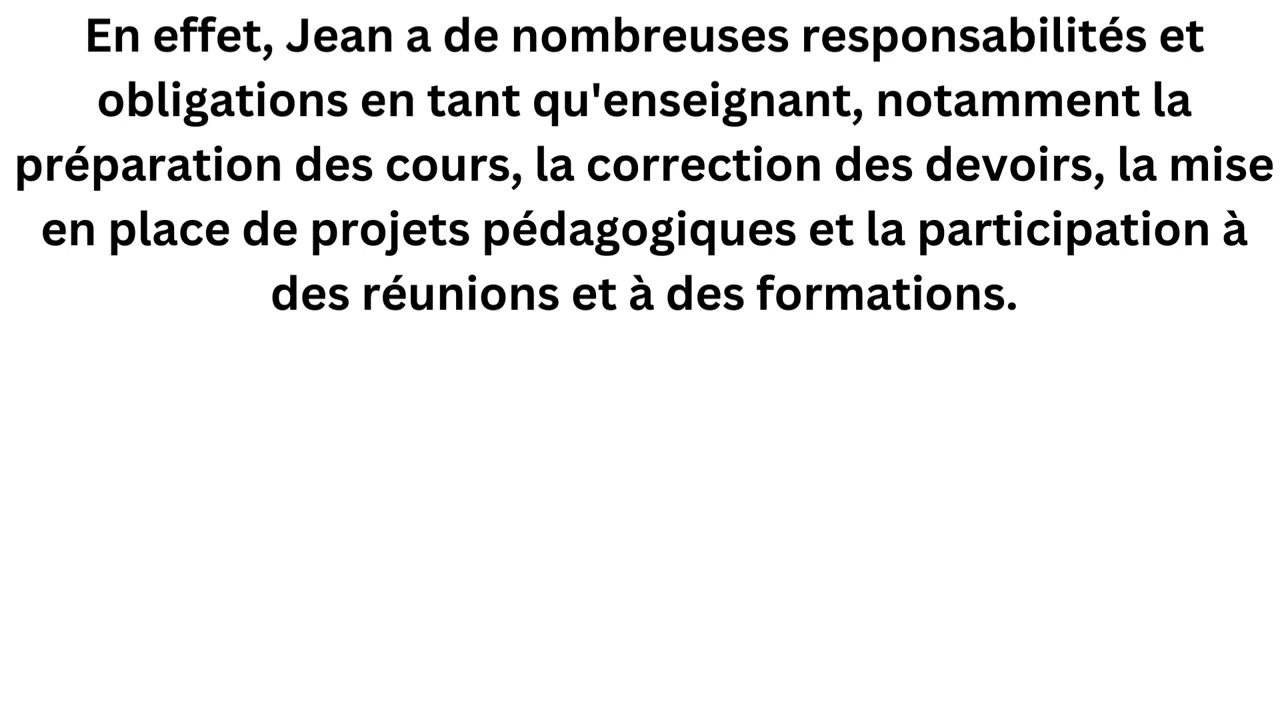 En effet, Jean a de nombreuses responsabilités et
obligations en tant qu'enseignant, notamment la
préparation des cours, la correction des devoirs, la mise
en place de projets pédagogiques et la participation à
des réunions et à des formations.